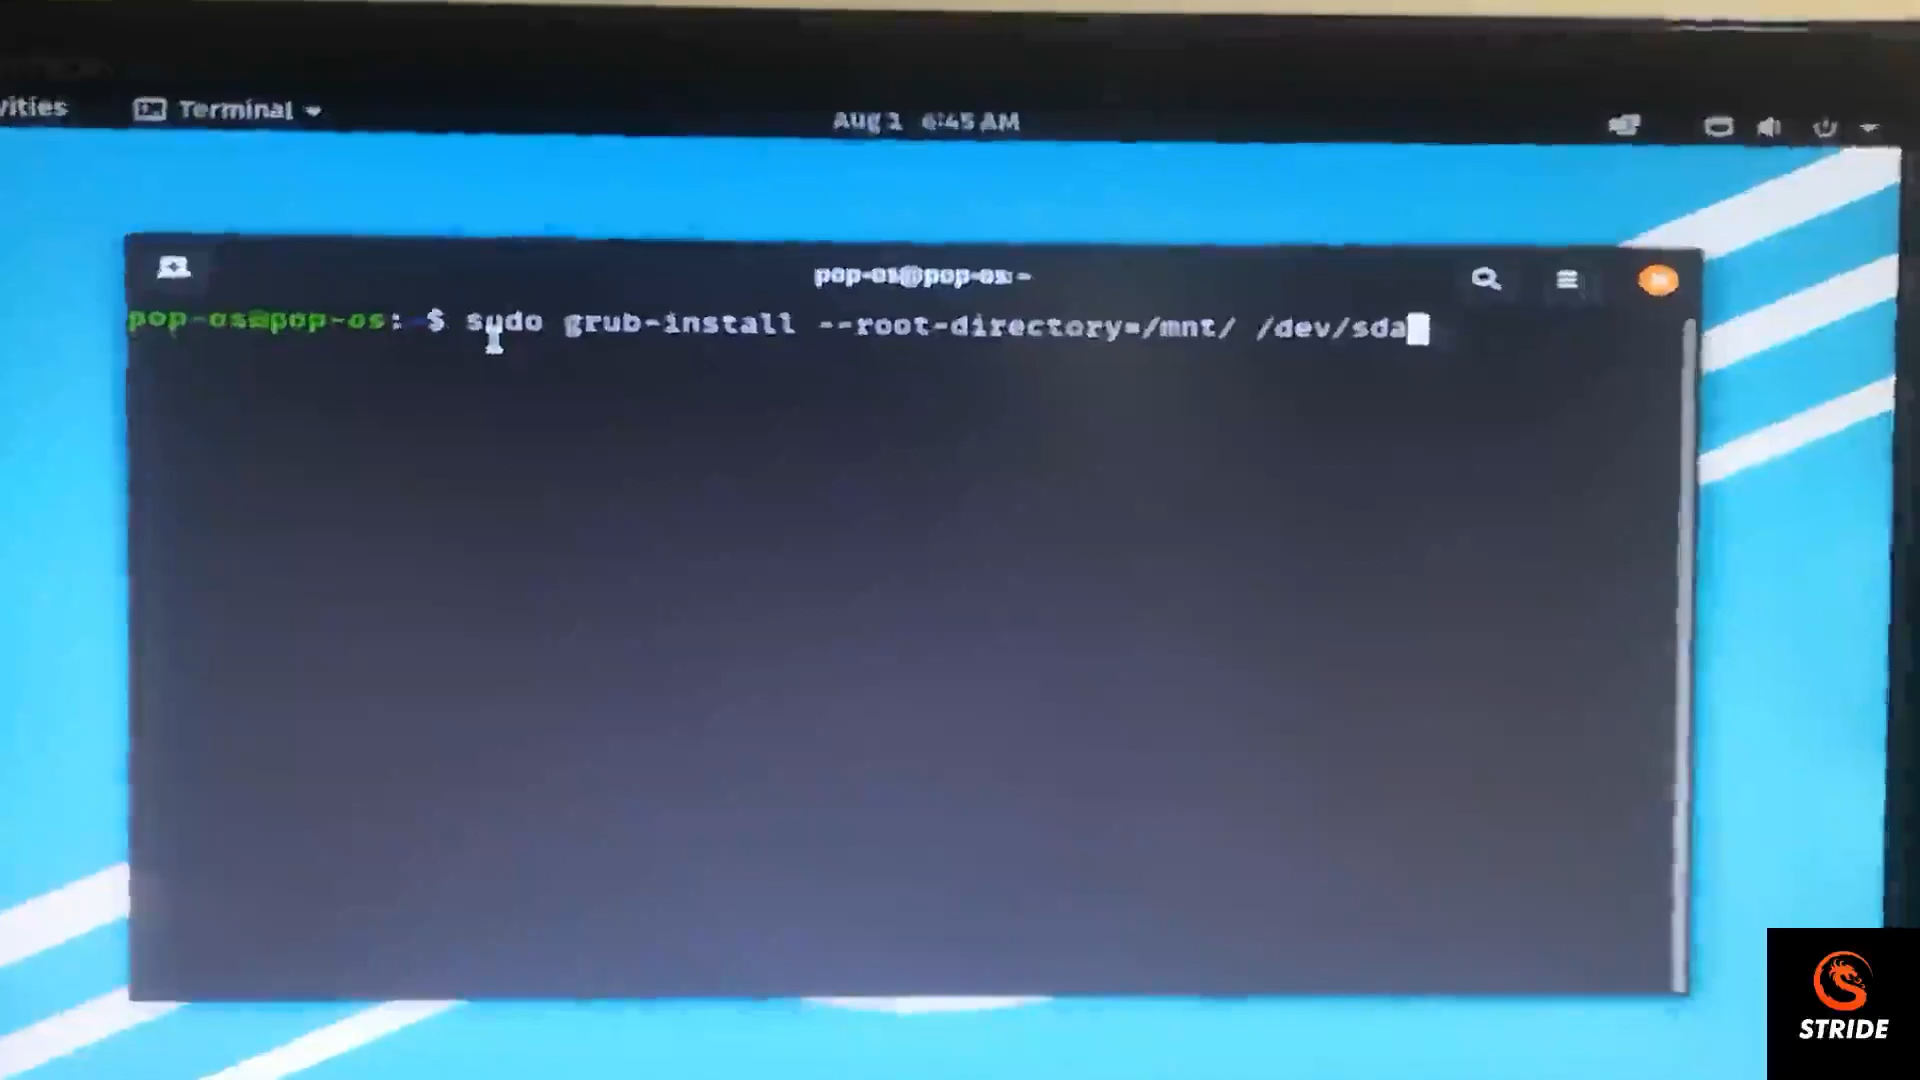 vities
Terminal
Aug 1 6:45 AM
pop-os@pop-os: ~
pop-os@pop-os: $ sudo grub-install --root-directory=/mnt/ /dev/sda
STRIDE